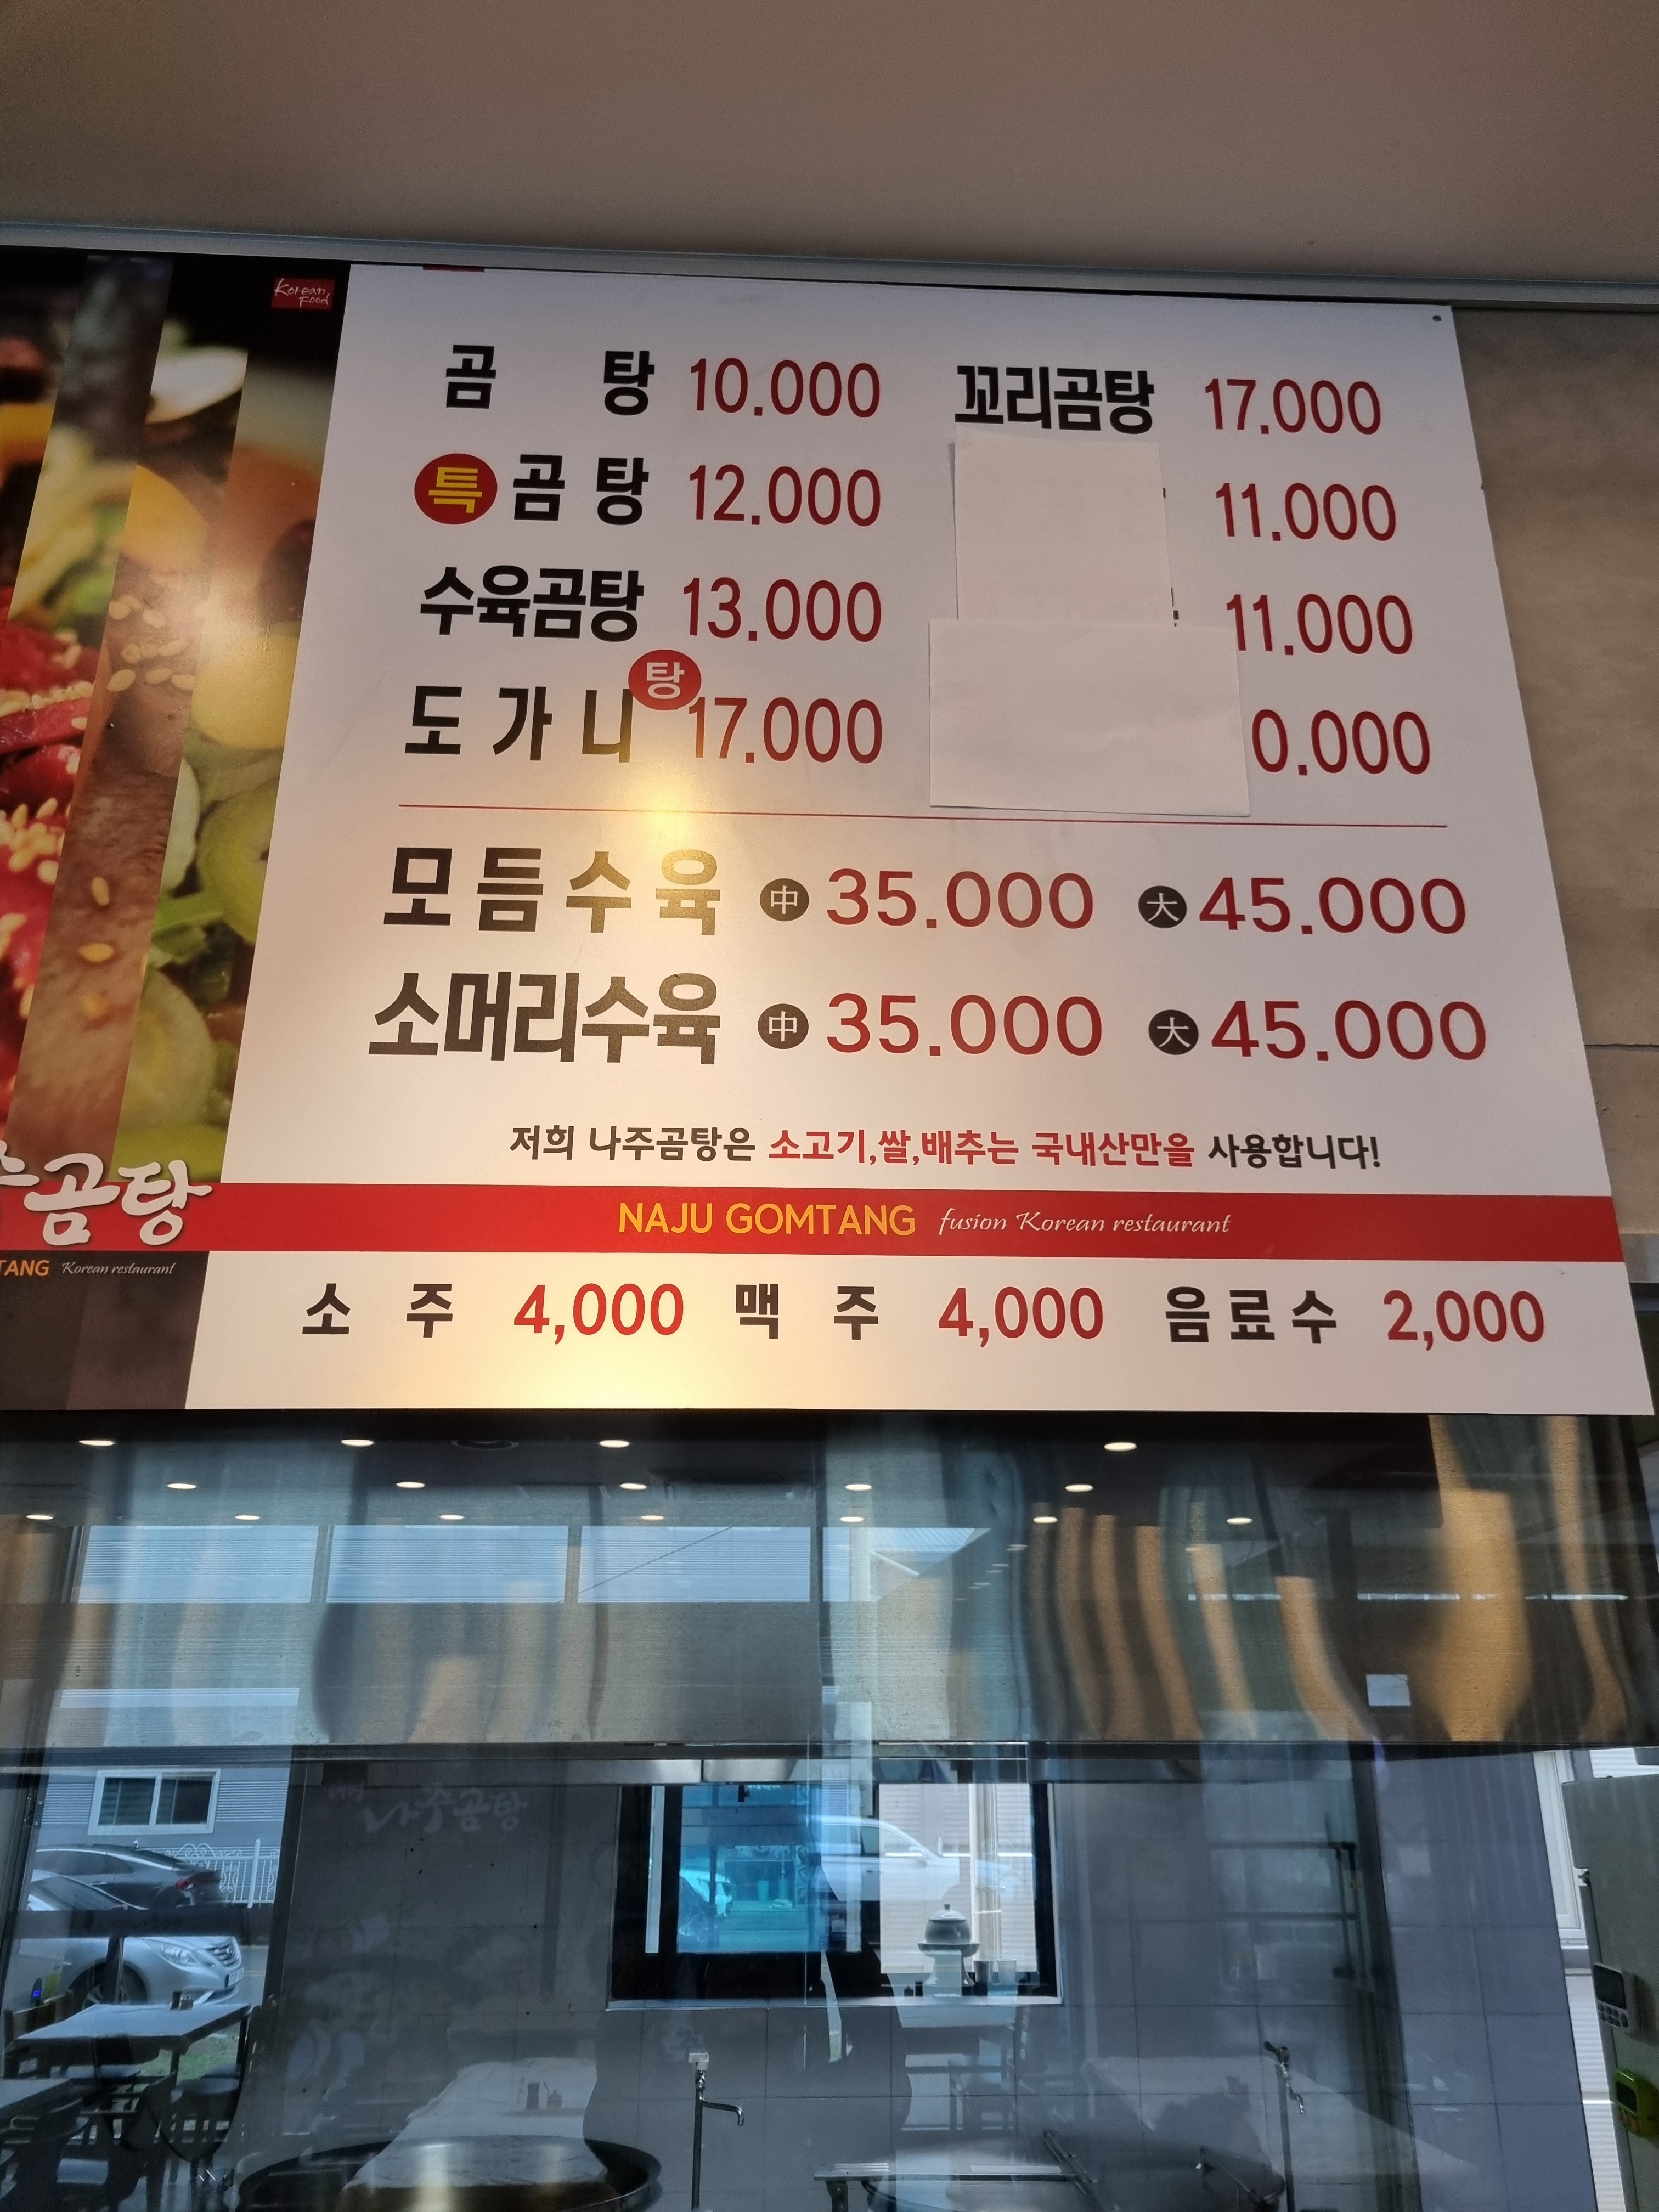 Korean Food
곰 탕 10.000 꼬리곰탕 17.000
특 곰 탕 12.000 11.000
수육곰탕 13.000 11.000
도 가 니 탕 17.000 0.000
모 듬 수 육 中 35.000 大 45.000
소머리수육 中 35.000 大 45.000
저희 나주곰탕은 소고기,쌀,배추는 국내산만을 사용합니다!
곰탕
NAJU GOMTANG fusion Korean restaurant
TANG Korean restaurant
소 주 4,000 맥 주 4,000 음 료 수 2,000
나주곰탕